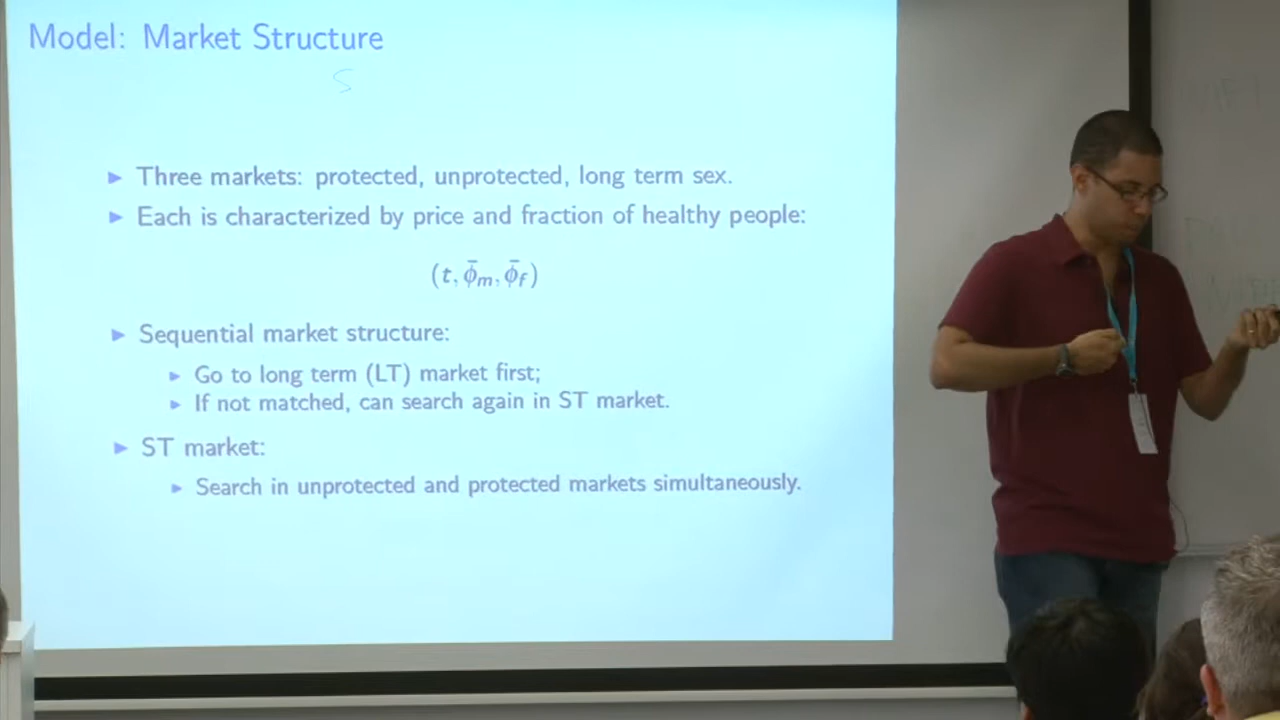 Model: Market Structure
S
▶ Three markets: protected, unprotected, long term sex.
▶ Each is characterized by price and fraction of healthy people:
(t, ϕ̄m, ϕ̄f)
▶ Sequential market structure:
▶ Go to long term (LT) market first;
▶ If not matched, can search again in ST market.
▶ ST market:
▶ Search in unprotected and protected markets simultaneously.